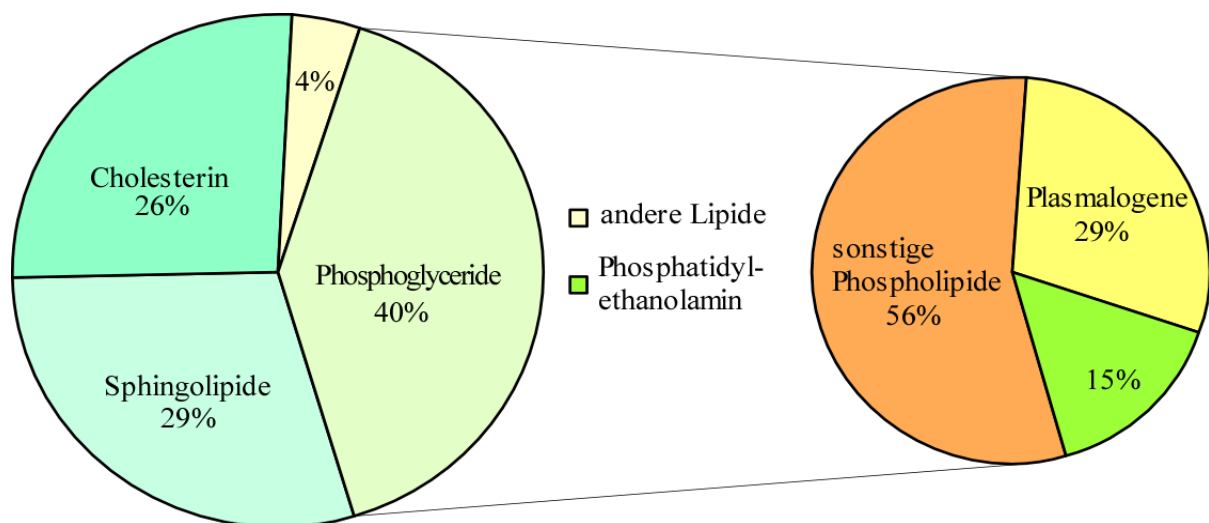 4%
Cholesterin
26%
Phosphoglyceride
40%
Sphingolipide
29%
andere Lipide
Phosphatidyl-
ethanolamin
Plasmalogene
29%
sonstige
Phospholipide
56%
15%